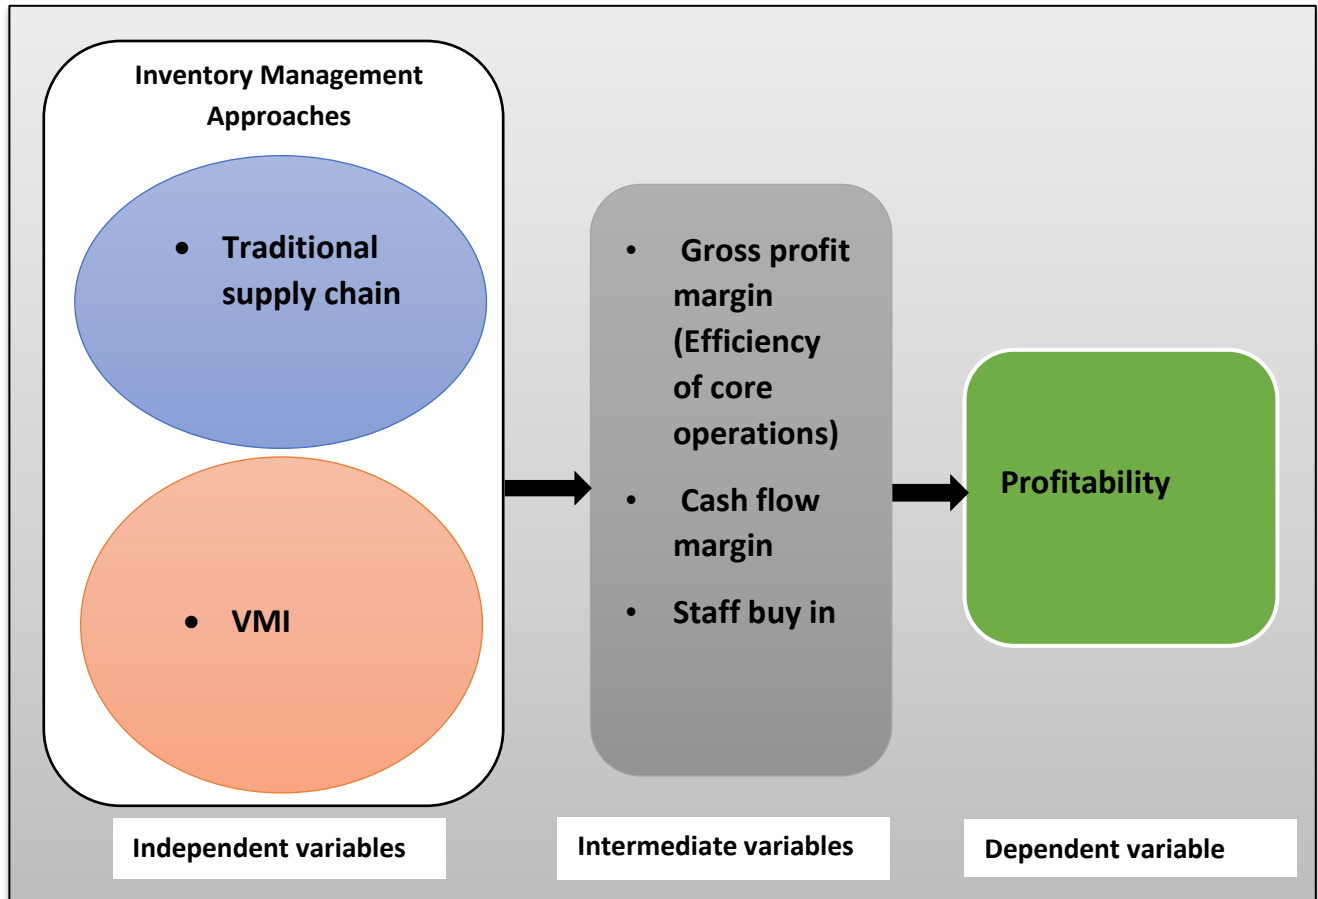 Inventory Management
Approaches
• Traditional
supply chain
• VMI
• Gross profit
margin
(Efficiency
of core
operations)
• Cash flow
margin
• Staff buy in
Profitability
Independent variables
Intermediate variables
Dependent variable